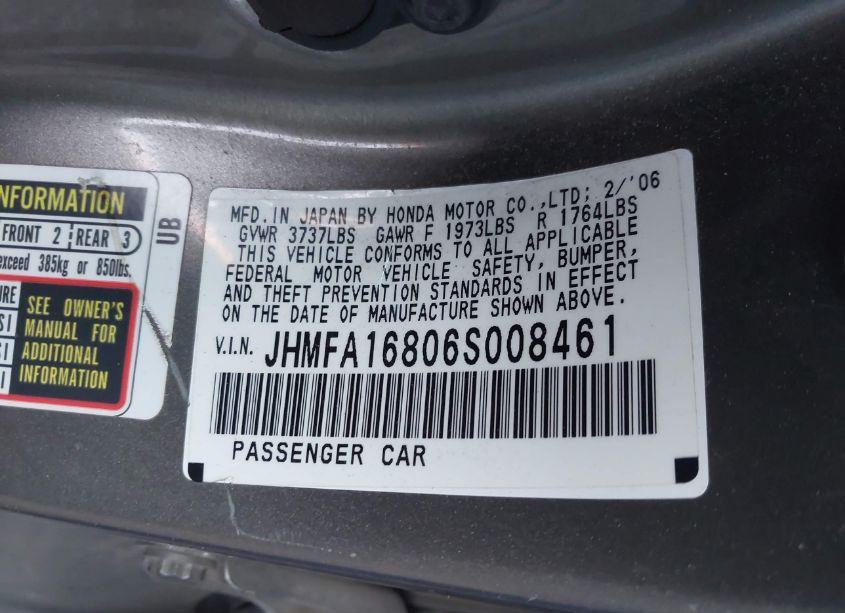 NFORMATION
FRONT 2 REAR 3
exceed 385kg or 850lbs.
SEE OWNER'S
MANUAL FOR
ADDITIONAL
INFORMATION
UB
MFD. IN JAPAN BY HONDA MOTOR CO.,LTD; 2/'06
GVWR 3737LBS GAWR F 1973LBS R 1764LBS
THIS VEHICLE CONFORMS TO ALL APPLICABLE
FEDERAL MOTOR VEHICLE SAFETY, BUMPER,
AND THEFT PREVENTION STANDARDS IN EFFECT
ON THE DATE OF MANUFACTURE SHOWN ABOVE.
V.I.N. JHMFA16806S008461
PASSENGER CAR